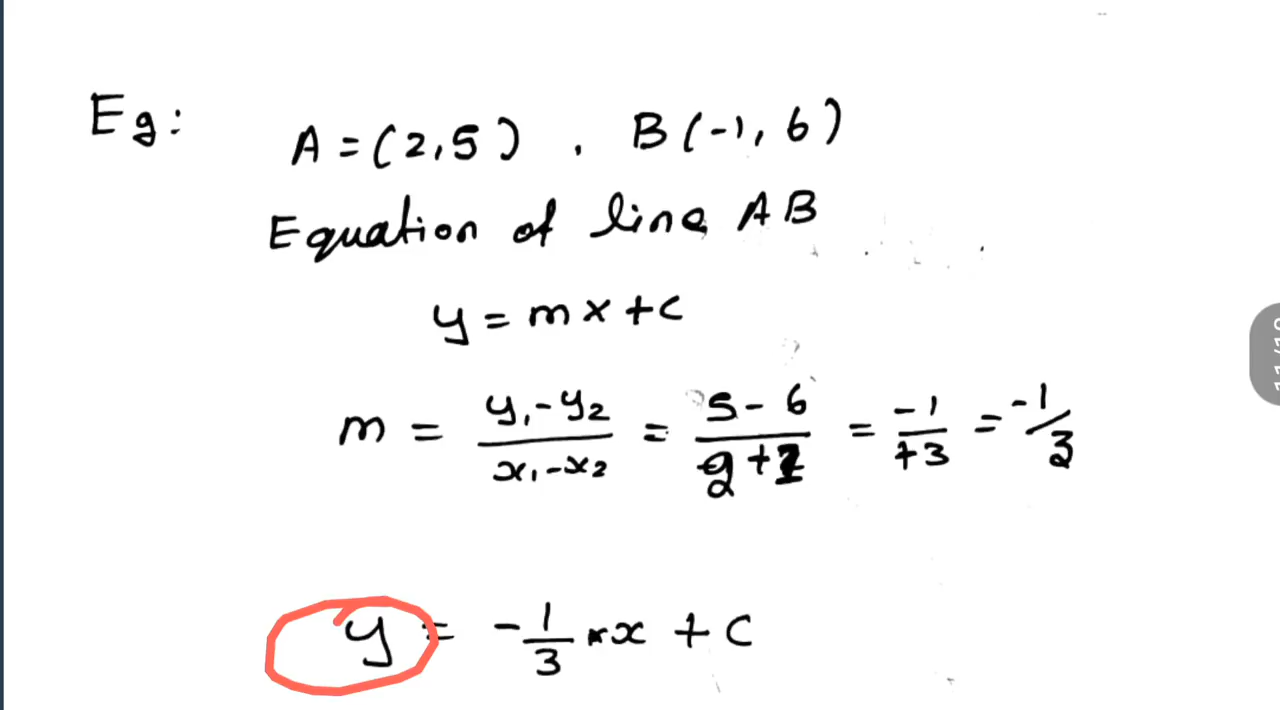 Eg: A = (2,5) , B(-1, 6)
Equation of line AB
y = mx + c
m = y₁-y₂/x₁-x₂ = 5-6/2+1 = -1/+3 = -1/3
y = -1/3 x + c